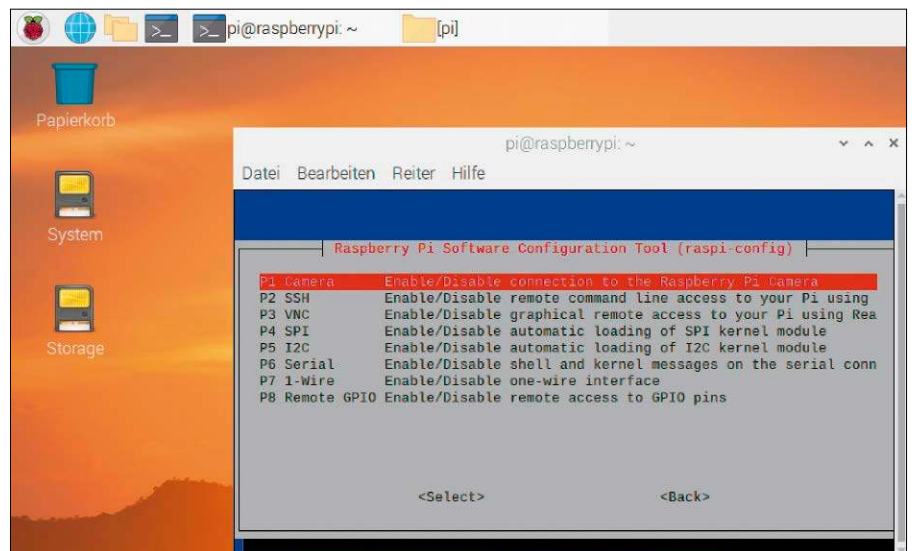 pi@raspberrypi: ~ [pi]
Papierkorb
System
Storage
pi@raspberrypi: ~
Datei Bearbeiten Reiter Hilfe
Raspberry Pi Software Configuration Tool (raspi-config)
P1 Camera Enable/Disable connection to the Raspberry Pi Camera
P2 SSH Enable/Disable remote command line access to your Pi using
P3 VNC Enable/Disable graphical remote access to your Pi using Rea
P4 SPI Enable/Disable automatic loading of SPI kernel module
P5 I2C Enable/Disable automatic loading of I2C kernel module
P6 Serial Enable/Disable shell and kernel messages on the serial conn
P7 1-Wire Enable/Disable one-wire interface
P8 Remote GPIO Enable/Disable remote access to GPIO pins
<Select> <Back>